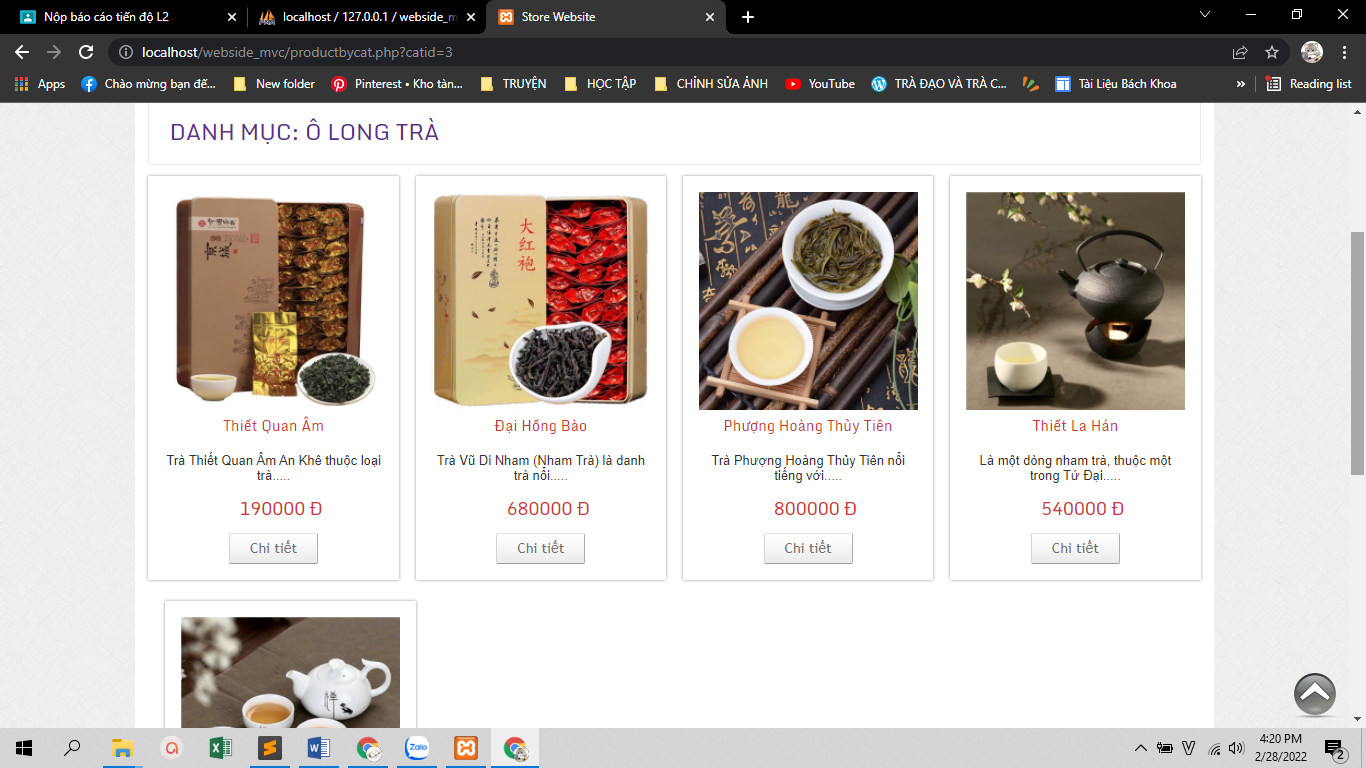 Nộp báo cáo tiến độ L2
localhost / 127.0.0.1 / webside_m
Store Website
localhost/webside_mvc/productbycat.php?catid=3
Apps
Chào mừng bạn đế...
New folder
Pinterest • Kho tàn...
TRUYỆN
HỌC TẬP
CHỈNH SỬA ẢNH
YouTube
TRÀ ĐẠO VÀ TRÀ C...
Tài Liệu Bách Khoa
»
Reading list
DANH MỤC: Ô LONG TRÀ
大
红
袍
Thiết Quan Âm
Trà Thiết Quan Âm An Khê thuộc loại
trà.....
190000 Đ
Chi tiết
Đại Hồng Bào
Trà Vũ Di Nham (Nham Trà) là danh
trà nổi.....
680000 Đ
Chi tiết
Phượng Hoàng Thủy Tiên
Trà Phượng Hoàng Thủy Tiên nổi
tiếng với.....
800000 Đ
Chi tiết
Thiết La Hán
Là một dòng nham trà, thuộc một
trong Tứ Đại.....
540000 Đ
Chi tiết
禅
Zalo
4:20 PM
2/28/2022
2